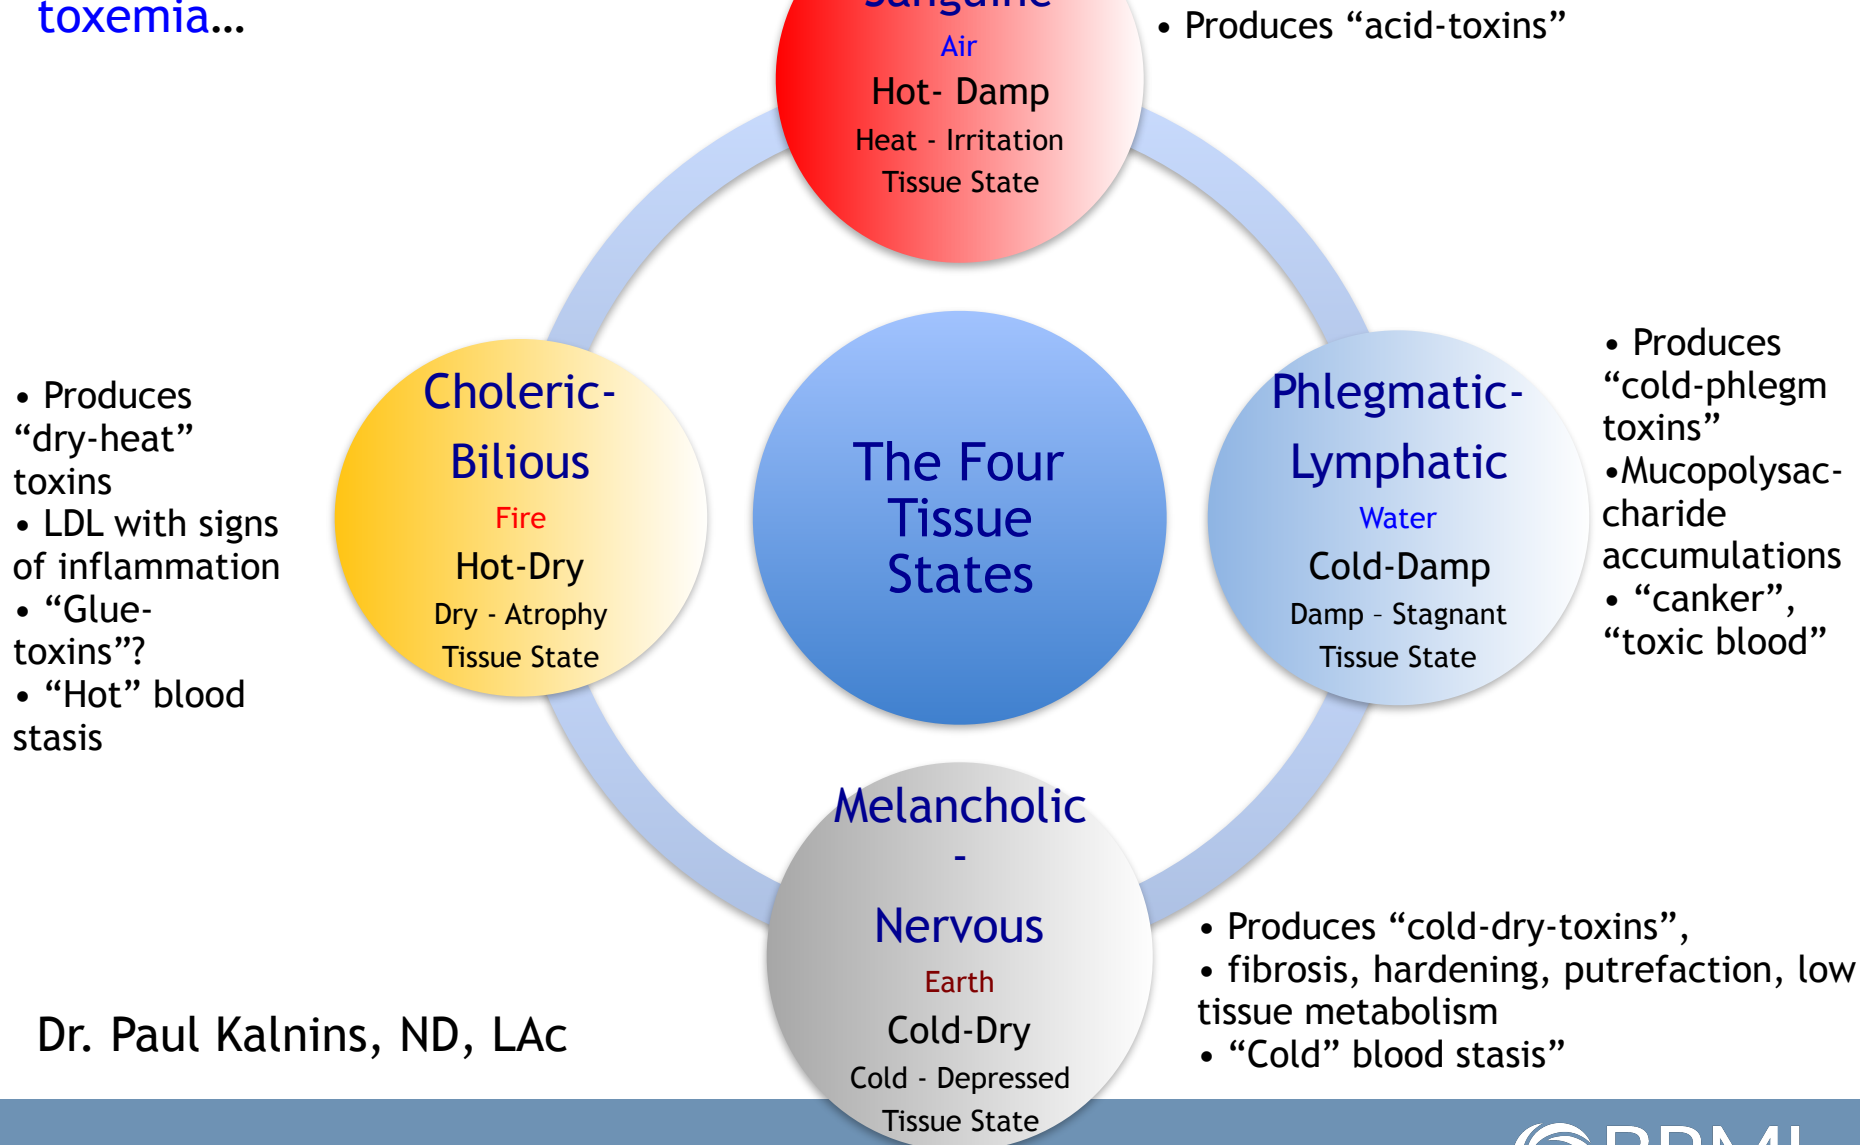 toxemia…
Sanguine
Air
Hot- Damp
Heat - Irritation
Tissue State
• Produces “acid-toxins”
• Produces
“dry-heat”
toxins
• LDL with signs
of inflammation
• “Glue-
toxins”?
• “Hot” blood
stasis
Choleric-
Bilious
Fire
Hot-Dry
Dry - Atrophy
Tissue State
The Four
Tissue
States
Phlegmatic-
Lymphatic
Water
Cold-Damp
Damp – Stagnant
Tissue State
• Produces
“cold-phlegm
toxins”
•Mucopolysac-
charide
accumulations
• “canker”,
“toxic blood”
Melancholic
-
Nervous
Earth
Cold-Dry
Cold - Depressed
Tissue State
• Produces “cold-dry-toxins”,
• fibrosis, hardening, putrefaction, low
tissue metabolism
• “Cold” blood stasis”
Dr. Paul Kalnins, ND, LAc